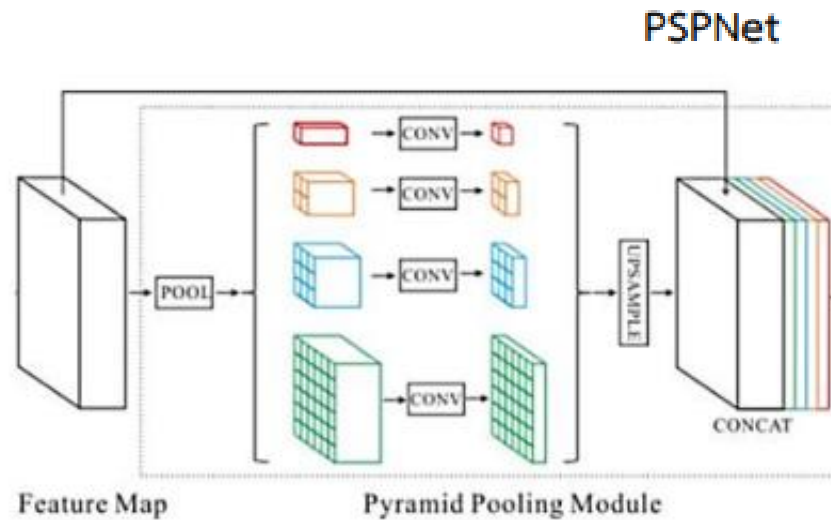 PSPNet
CONV
CONV
CONV
POOL
UPSAMPLE
CONV
CONCAT
Feature Map
Pyramid Pooling Module